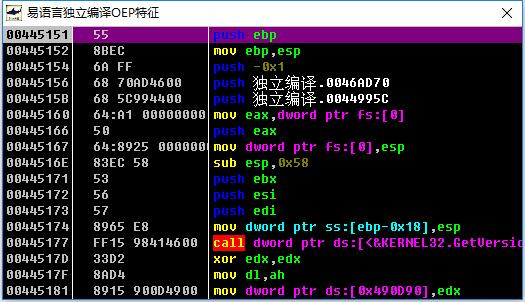 易语言独立编译OEP特征
00445151 55 push ebp
00445152 8BEC mov ebp,esp
00445154 6A FF push -0x1
00445156 68 70AD4600 push 独立编译.0046AD70
0044515B 68 5C994400 push 独立编译.0044995C
00445160 64:A1 00000000 mov eax,dword ptr fs:[0]
00445166 50 push eax
00445167 64:8925 0000000 mov dword ptr fs:[0],esp
0044516E 83EC 58 sub esp,0x58
00445171 53 push ebx
00445172 56 push esi
00445173 57 push edi
00445174 8965 E8 mov dword ptr ss:[ebp-0x18],esp
00445177 FF15 98414600 call dword ptr ds:[<&KERNEL32.GetVersio
0044517D 33D2 xor edx,edx
0044517F 8AD4 mov dl,ah
00445181 8915 900D4900 mov dword ptr ds:[0x490D90],edx